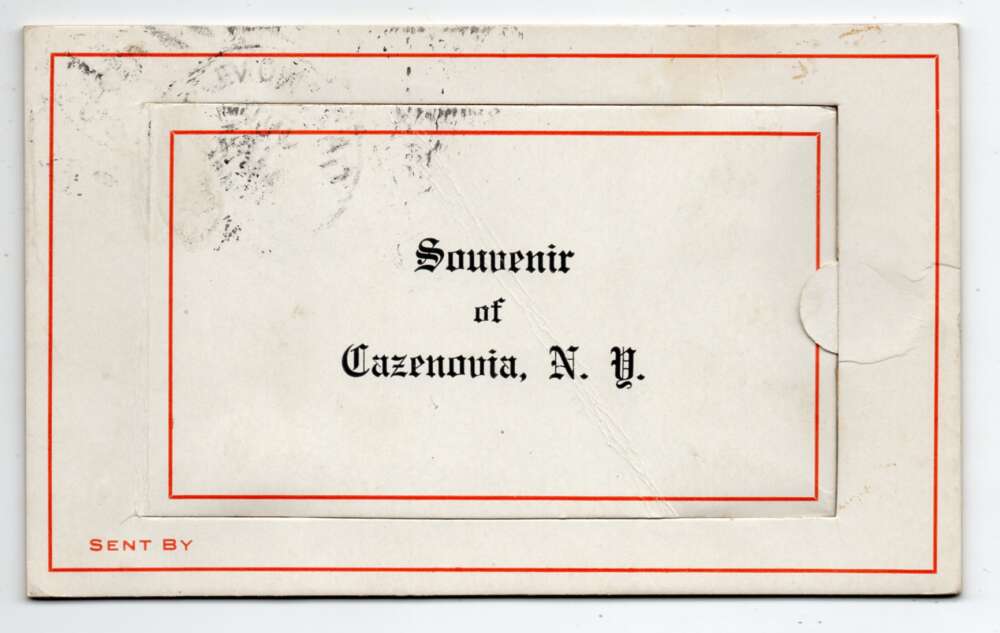 Souvenir
of
Cazenovia, N. Y.
SENT BY